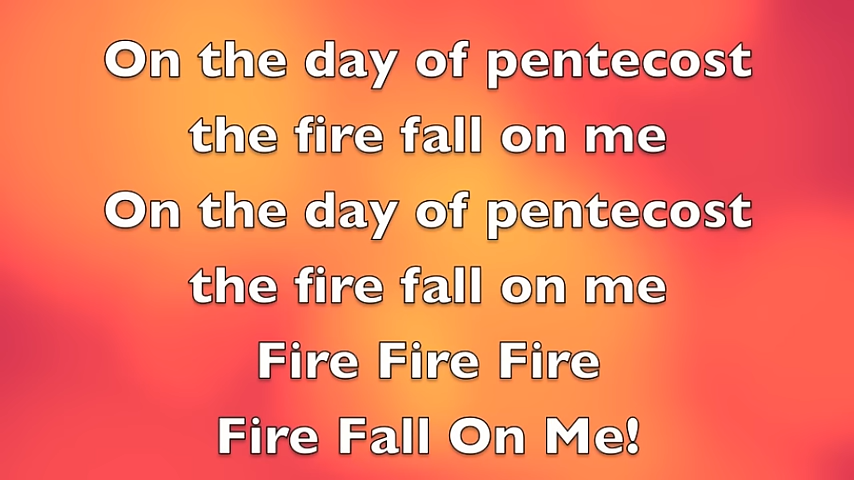 On the day of pentecost
the fire fall on me
On the day of pentecost
the fire fall on me
Fire Fire Fire
Fire Fall On Me!